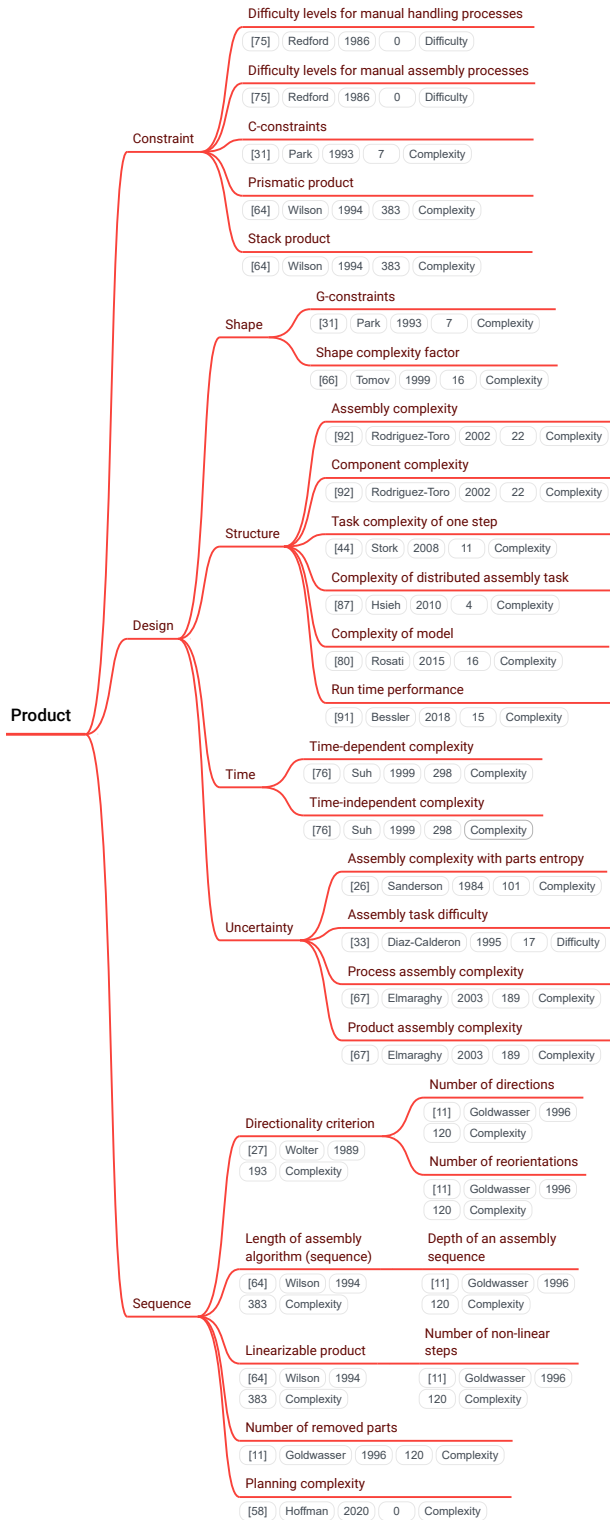 Product
Constraint
Difficulty levels for manual handling processes
[75] Redford 1986 0 Difficulty
Difficulty levels for manual assembly processes
[75] Redford 1986 0 Difficulty
C-constraints
[31] Park 1993 7 Complexity
Prismatic product
[64] Wilson 1994 383 Complexity
Stack product
[64] Wilson 1994 383 Complexity
Design
Shape
G-constraints
[31] Park 1993 7 Complexity
Shape complexity factor
[66] Tomov 1999 16 Complexity
Structure
Assembly complexity
[92] Rodriguez-Toro 2002 22 Complexity
Component complexity
[92] Rodriguez-Toro 2002 22 Complexity
Task complexity of one step
[44] Stork 2008 11 Complexity
Complexity of distributed assembly task
[87] Hsieh 2010 4 Complexity
Complexity of model
[80] Rosati 2015 16 Complexity
Run time performance
[91] Bessler 2018 15 Complexity
Time
Time-dependent complexity
[76] Suh 1999 298 Complexity
Time-independent complexity
[76] Suh 1999 298 Complexity
Uncertainty
Assembly complexity with parts entropy
[26] Sanderson 1984 101 Complexity
Assembly task difficulty
[33] Diaz-Calderon 1995 17 Difficulty
Process assembly complexity
[67] Elmaraghy 2003 189 Complexity
Product assembly complexity
[67] Elmaraghy 2003 189 Complexity
Sequence
Directionality criterion
[27] Wolter 1989
193 Complexity
Number of directions
[11] Goldwasser 1996
120 Complexity
Number of reorientations
[11] Goldwasser 1996
120 Complexity
Length of assembly
algorithm (sequence)
[64] Wilson 1994
383 Complexity
Depth of an assembly
sequence
[11] Goldwasser 1996
120 Complexity
Linearizable product
[64] Wilson 1994
383 Complexity
Number of non-linear
steps
[11] Goldwasser 1996
120 Complexity
Number of removed parts
[11] Goldwasser 1996 120 Complexity
Planning complexity
[58] Hoffman 2020 0 Complexity